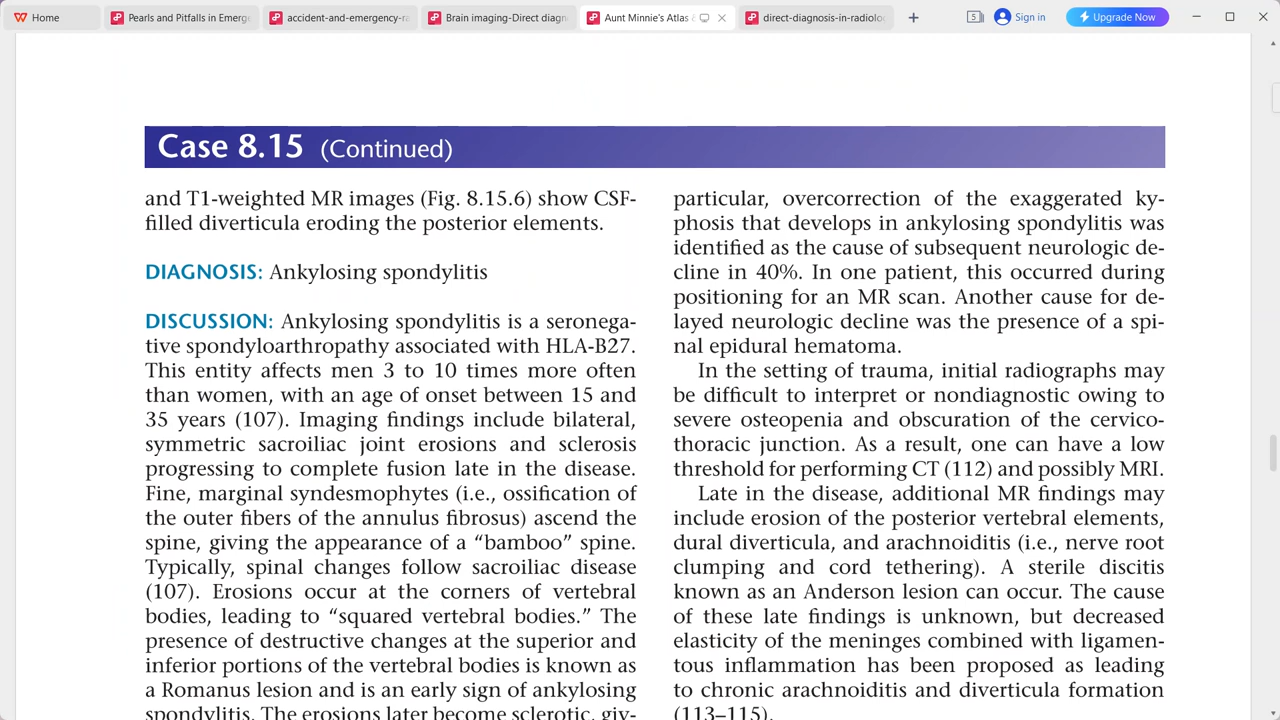 Home
Pearls and Pitfalls in Emerge
accident-and-emergency-ra
Brain imaging-Direct diagn
Aunt Minnie's Atlas &
direct-diagnosis-in-radiolo
5
Sign in
Upgrade Now
Case 8.15 (Continued)
and T1-weighted MR images (Fig. 8.15.6) show CSF-
filled diverticula eroding the posterior elements.
DIAGNOSIS: Ankylosing spondylitis
DISCUSSION: Ankylosing spondylitis is a seronega-
tive spondyloarthropathy associated with HLA-B27.
This entity affects men 3 to 10 times more often
than women, with an age of onset between 15 and
35 years (107). Imaging findings include bilateral,
symmetric sacroiliac joint erosions and sclerosis
progressing to complete fusion late in the disease.
Fine, marginal syndesmophytes (i.e., ossification of
the outer fibers of the annulus fibrosus) ascend the
spine, giving the appearance of a “bamboo” spine.
Typically, spinal changes follow sacroiliac disease
(107). Erosions occur at the corners of vertebral
bodies, leading to “squared vertebral bodies.” The
presence of destructive changes at the superior and
inferior portions of the vertebral bodies is known as
a Romanus lesion and is an early sign of ankylosing
spondylitis. The erosions later become sclerotic, giv-
particular, overcorrection of the exaggerated ky-
phosis that develops in ankylosing spondylitis was
identified as the cause of subsequent neurologic de-
cline in 40%. In one patient, this occurred during
positioning for an MR scan. Another cause for de-
layed neurologic decline was the presence of a spi-
nal epidural hematoma.
In the setting of trauma, initial radiographs may
be difficult to interpret or nondiagnostic owing to
severe osteopenia and obscuration of the cervico-
thoracic junction. As a result, one can have a low
threshold for performing CT (112) and possibly MRI.
Late in the disease, additional MR findings may
include erosion of the posterior vertebral elements,
dural diverticula, and arachnoiditis (i.e., nerve root
clumping and cord tethering). A sterile discitis
known as an Anderson lesion can occur. The cause
of these late findings is unknown, but decreased
elasticity of the meninges combined with ligamen-
tous inflammation has been proposed as leading
to chronic arachnoiditis and diverticula formation
(113–115).